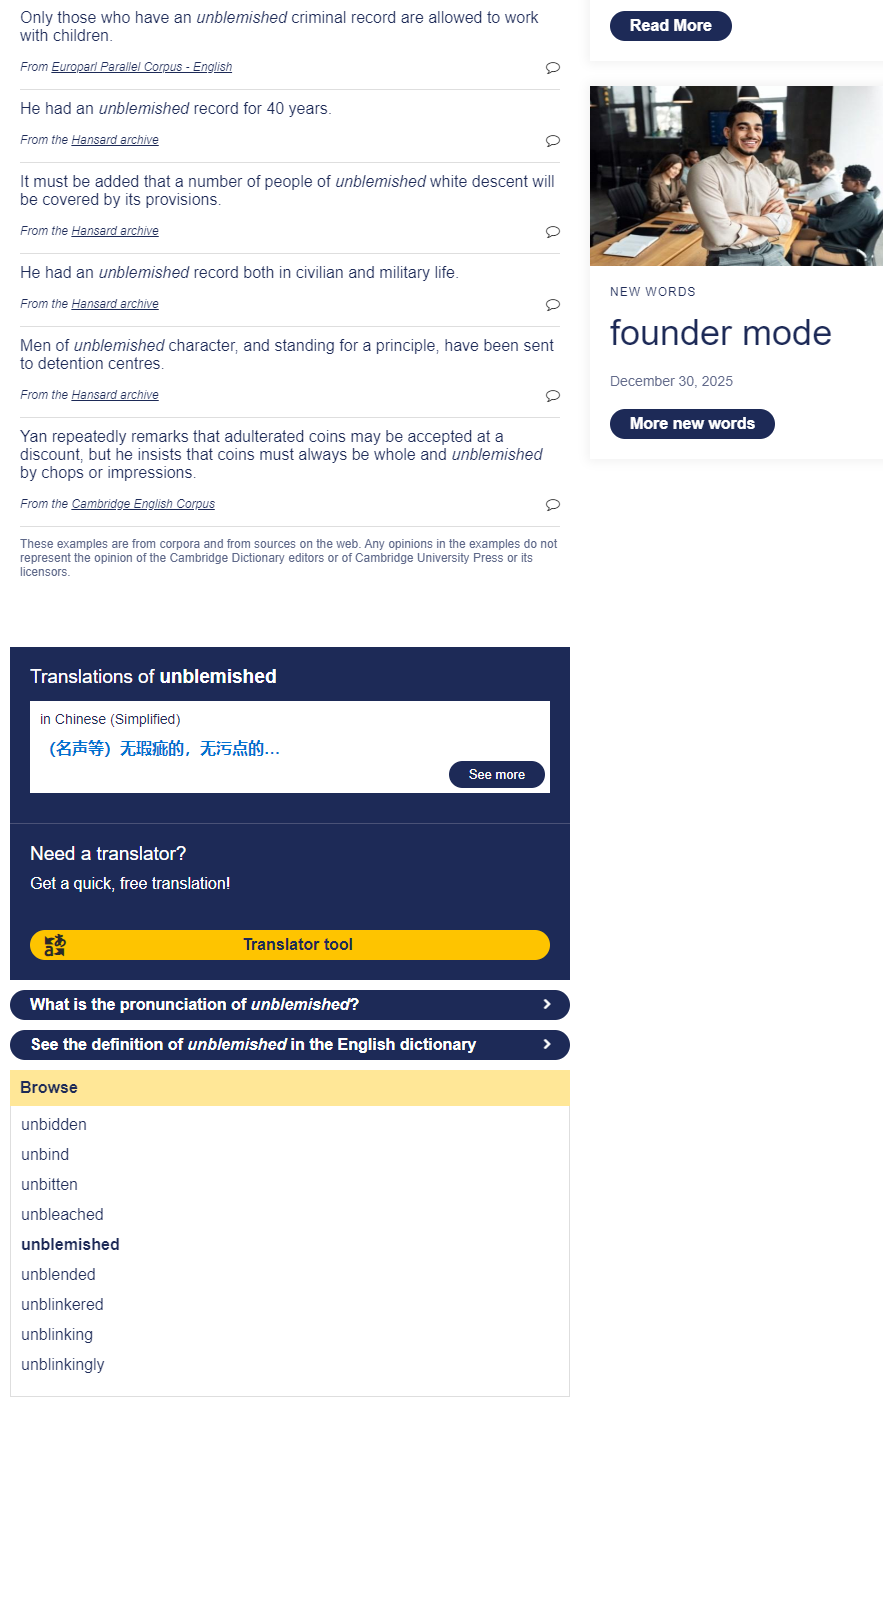 Only those who have an unblemished criminal record are allowed to work
with children.
From Europarl Parallel Corpus - English
He had an unblemished record for 40 years.
From the Hansard archive
It must be added that a number of people of unblemished white descent will
be covered by its provisions.
From the Hansard archive
He had an unblemished record both in civilian and military life.
From the Hansard archive
Men of unblemished character, and standing for a principle, have been sent
to detention centres.
From the Hansard archive
Yan repeatedly remarks that adulterated coins may be accepted at a
discount, but he insists that coins must always be whole and unblemished
by chops or impressions.
From the Cambridge English Corpus
These examples are from corpora and from sources on the web. Any opinions in the examples do not
represent the opinion of the Cambridge Dictionary editors or of Cambridge University Press or its
licensors.
Translations of unblemished
in Chinese (Simplified)
（名声等）无瑕疵的，无污点的…
See more
Need a translator?
Get a quick, free translation!
Translator tool
What is the pronunciation of unblemished?
See the definition of unblemished in the English dictionary
Browse
unbidden
unbind
unbitten
unbleached
unblemished
unblended
unblinkered
unblinking
unblinkingly
Read More
NEW WORDS
founder mode
December 30, 2025
More new words